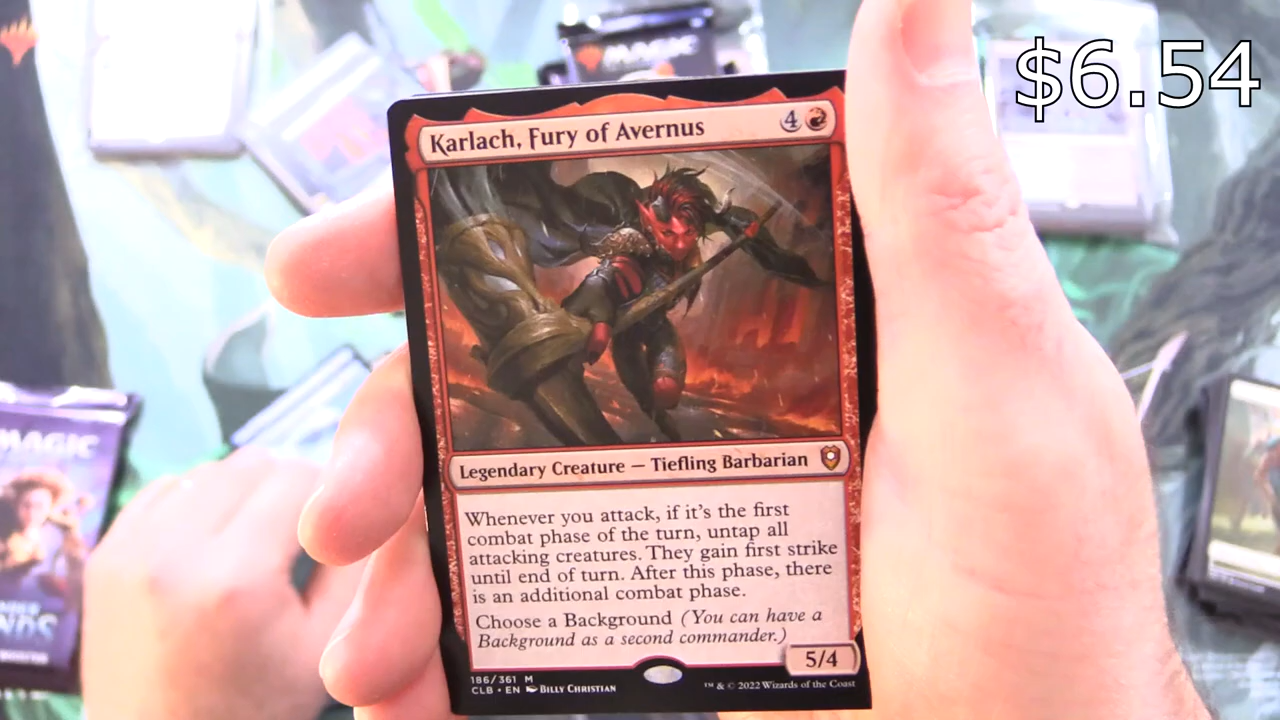 $6.54
MAGIC
Karlach, Fury of Avernus 4
Legendary Creature — Tiefling Barbarian
Whenever you attack, if it's the first
combat phase of the turn, untap all
attacking creatures. They gain first strike
until end of turn. After this phase, there
is an additional combat phase.
Choose a Background (You can have a
Background as a second commander.)
5/4
186/361 M
CLB • EN BILLY CHRISTIAN
™ & © 2022 Wizards of the Coast
MAGIC